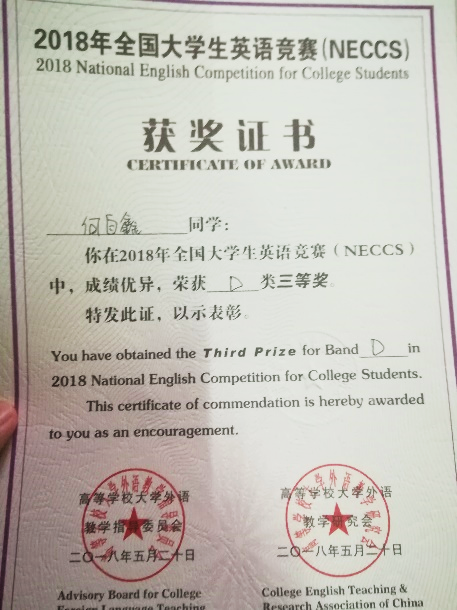 2018年全国大学生英语竞赛(NECCS)
2018 National English Competition for College Students
获奖证书
CERTIFICATE OF AWARD
何自鑫 同学：
你在2018年全国大学生英语竞赛（NECCS）
中，成绩优异，荣获 D 类三等奖。
特发此证，以示表彰。
You have obtained the Third Prize for Band D in
2018 National English Competition for College Students.
This certificate of commendation is hereby awarded
to you as an encouragement.
高等学校大学外语
教学指导委员会
二〇一八年五月二十日
高等学校大学外语
教学研究会
二〇一八年五月二十日
Advisory Board for College
Foreign Language Teaching
College English Teaching &
Research Association of China